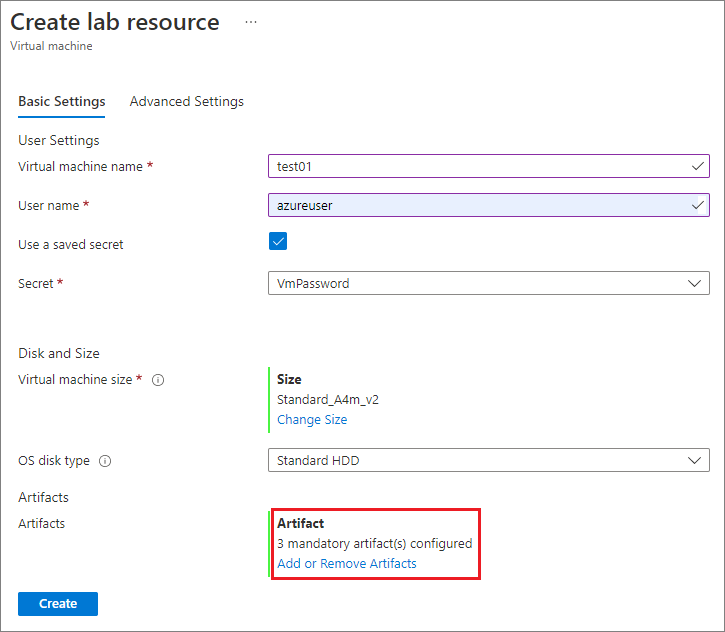 Create lab resource ...
Virtual machine
Basic Settings Advanced Settings
User Settings
Virtual machine name * test01
User name * azureuser
Use a saved secret
Secret * VmPassword
Disk and Size
Virtual machine size * Size
Standard_A4m_v2
Change Size
OS disk type Standard HDD
Artifacts
Artifacts Artifact
3 mandatory artifact(s) configured
Add or Remove Artifacts
Create